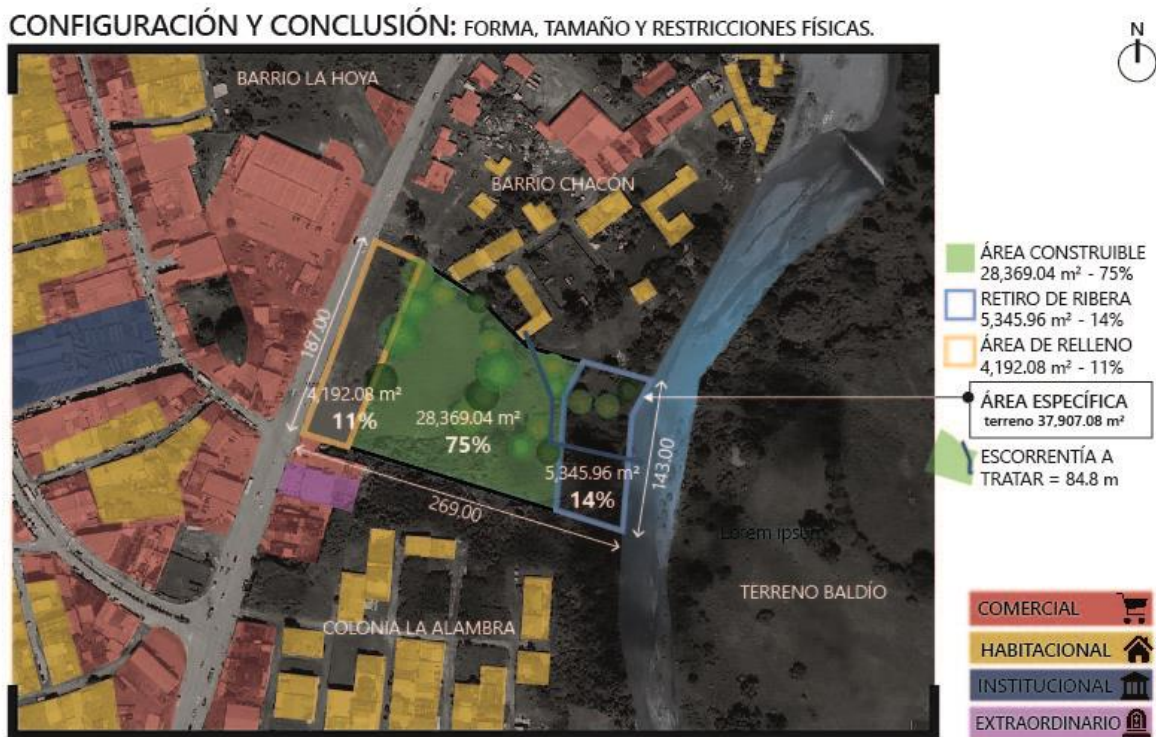 CONFIGURACIÓN Y CONCLUSIÓN: FORMA, TAMAÑO Y RESTRICCIONES FÍSICAS.
N
BARRIO LA HOYA
BARRIO CHACÓN
187.00
4,192.08 m²
11%
28,369.04 m²
75%
5,345.96 m²
14%
143.00
269.00
Lorem ipsum
TERRENO BALDÍO
COLONIA LA ALAMBRA
ÁREA CONSTRUIBLE
28,369.04 m² - 75%
RETIRO DE RIBERA
5,345.96 m² - 14%
ÁREA DE RELLENO
4,192.08 m² - 11%
ÁREA ESPECÍFICA
terreno 37,907.08 m²
ESCORRENTÍA A
TRATAR = 84.8 m
COMERCIAL
HABITACIONAL
INSTITUCIONAL
EXTRAORDINARIO